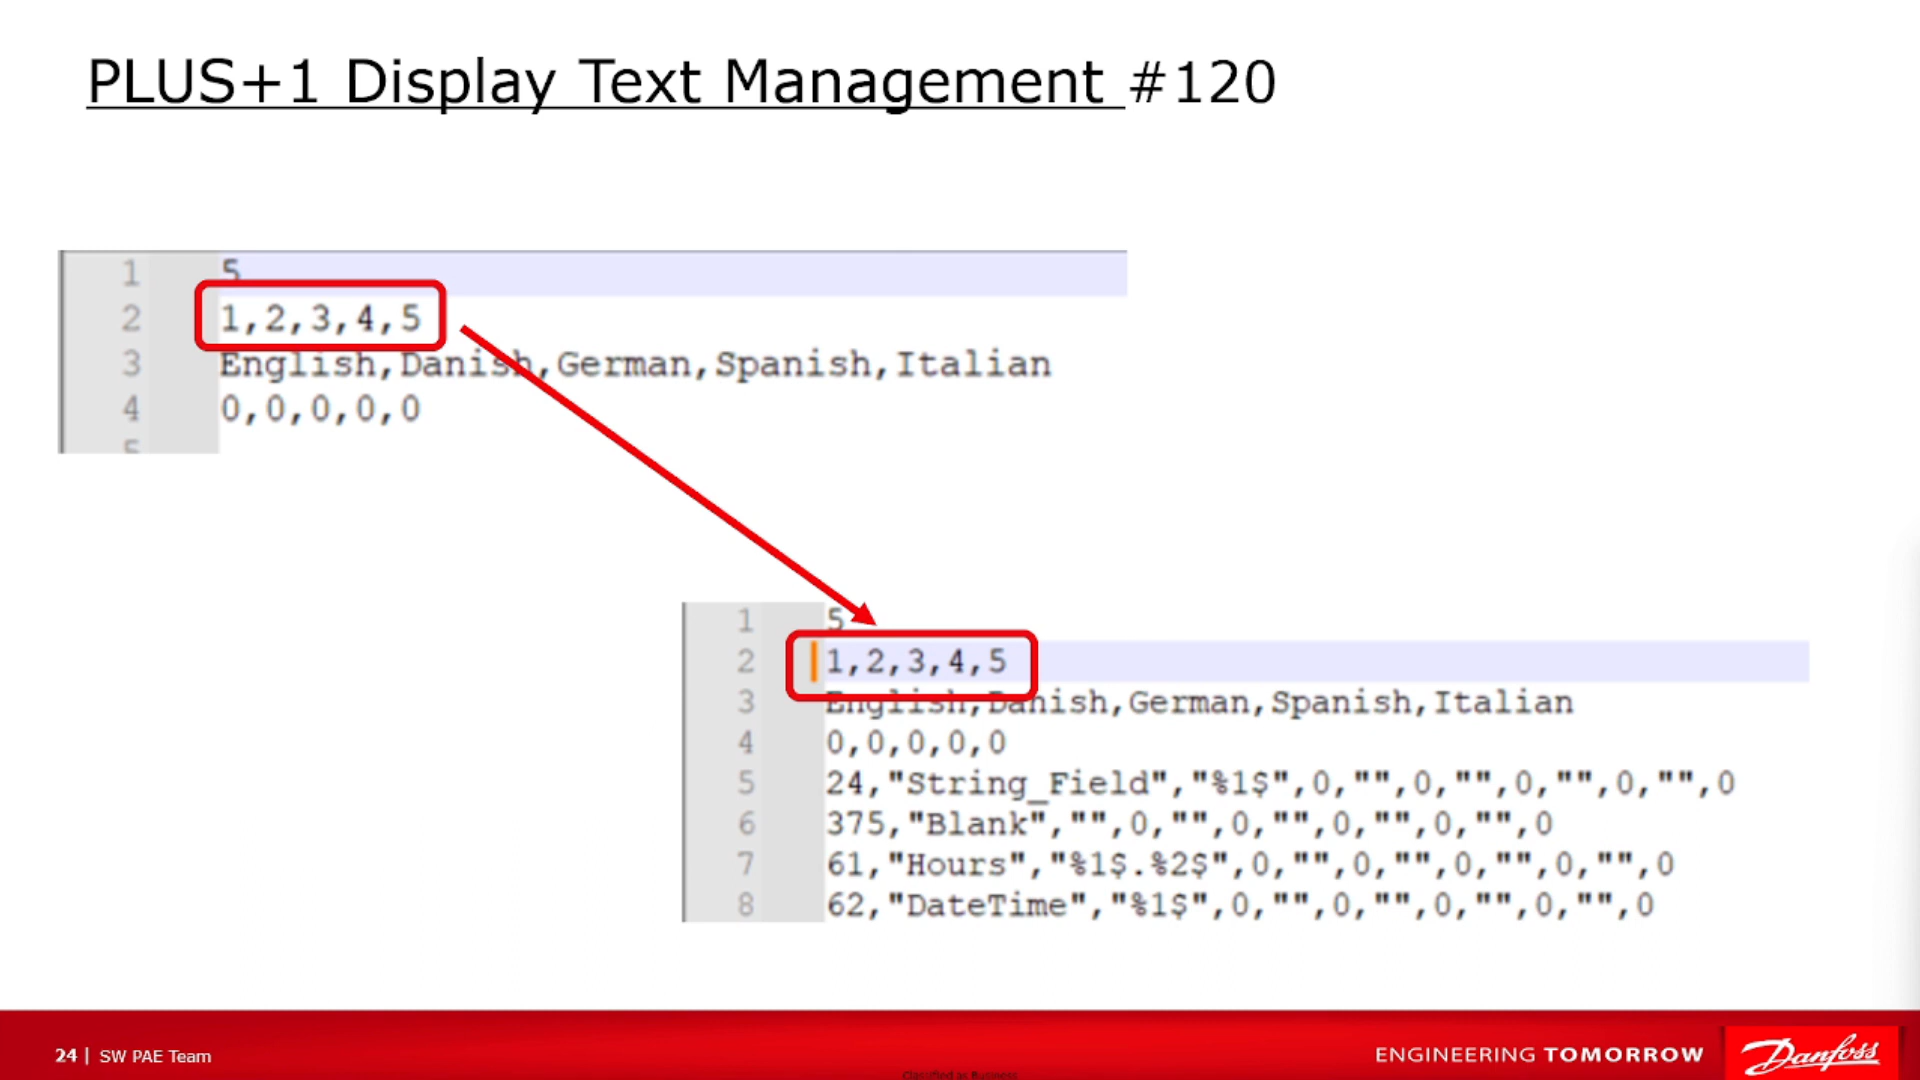 PLUS+1 Display Text Management #120
1 5
2 1,2,3,4,5
3 English,Danish,German,Spanish,Italian
4 0,0,0,0,0
5
1 5
2 1,2,3,4,5
3 English,Danish,German,Spanish,Italian
4 0,0,0,0,0
5 24,"String_Field","%1$",0,"",0,"",0,"",0,"",0
6 375,"Blank","",0,"",0,"",0,"",0,"",0
7 61,"Hours","%1$.%2$",0,"",0,"",0,"",0,"",0
8 62,"DateTime","%1$",0,"",0,"",0,"",0,"",0
24 | SW PAE Team
ENGINEERING TOMORROW
Danfoss
Classified as Business